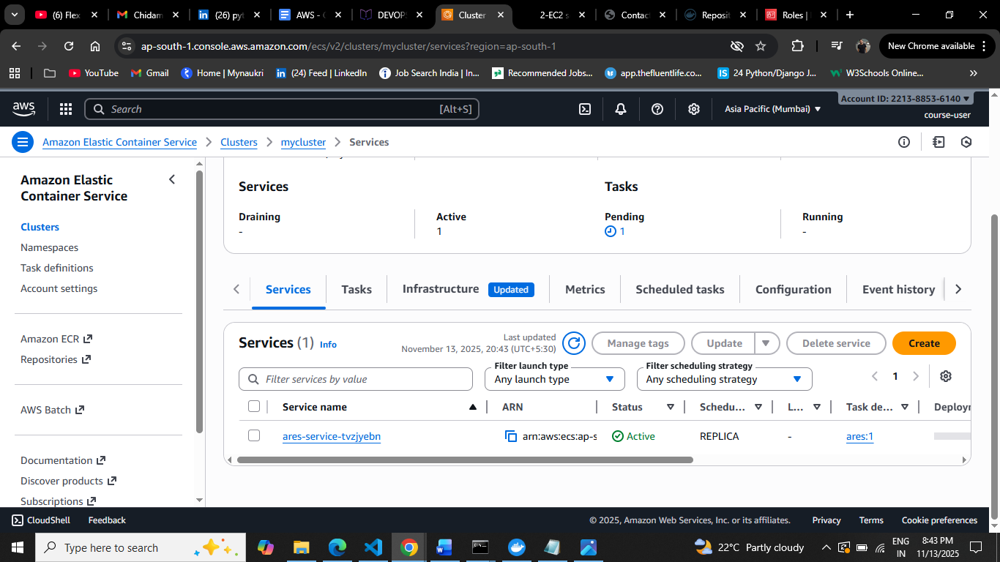 (6) Flex
Chidam
(26) pyt
AWS - C
DEVOPS
Cluster
2-EC2 s
Contac
Reposit
Roles |
ap-south-1.console.aws.amazon.com/ecs/v2/clusters/mycluster/services?region=ap-south-1
New Chrome available
YouTube
Gmail
Home | Mynaukri
(24) Feed | LinkedIn
Job Search India | In...
Recommended Jobs...
app.thefluentlife.co...
24 Python/Django J...
W3Schools Online...
aws
Search
[Alt+S]
Asia Pacific (Mumbai)
Account ID: 2213-8853-6140
course-user
Amazon Elastic Container Service
Clusters
mycluster
Services
Amazon Elastic
Container Service
Clusters
Namespaces
Task definitions
Account settings
Amazon ECR
Repositories
AWS Batch
Documentation
Discover products
Subscriptions
Services
Tasks
Draining
-
Active
1
Pending
1
Running
-
Services
Tasks
Infrastructure
Updated
Metrics
Scheduled tasks
Configuration
Event history
Services (1) Info
Last updated
November 13, 2025, 20:43 (UTC+5:30)
Manage tags
Update
Delete service
Create
Filter services by value
Filter launch type
Any launch type
Filter scheduling strategy
Any scheduling strategy
1
Service name
ARN
Status
Schedu...
L...
Task de...
Deploym
ares-service-tvzjyebn
arn:aws:ecs:ap-s
Active
REPLICA
-
ares:1
CloudShell
Feedback
© 2025, Amazon Web Services, Inc. or its affiliates.
Privacy
Terms
Cookie preferences
Type here to search
22°C Partly cloudy
ENG
IN
8:43 PM
11/13/2025